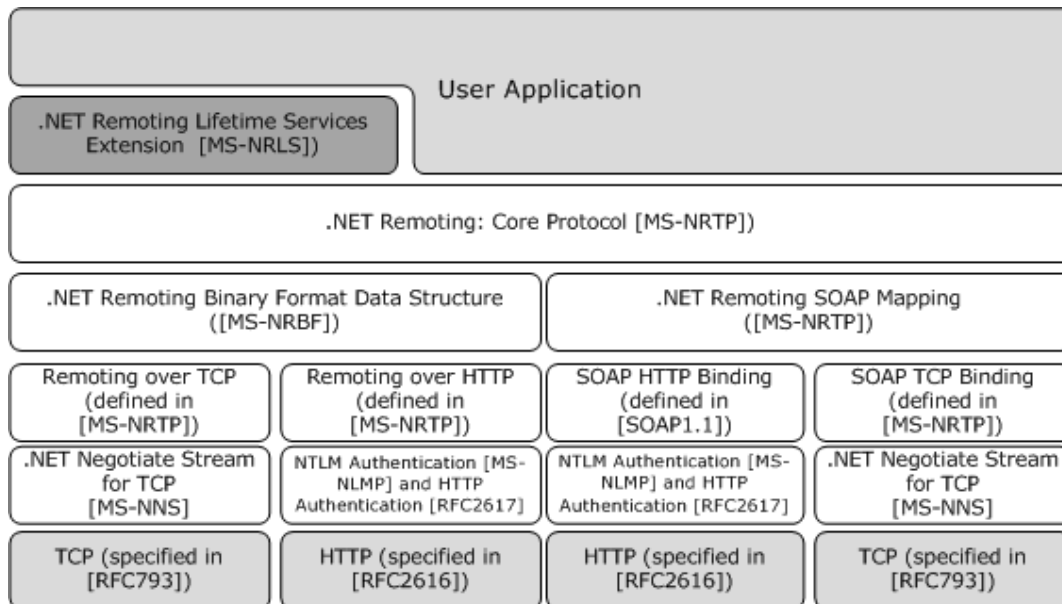 User Application
.NET Remoting Lifetime Services
Extension [MS-NRLS])
.NET Remoting: Core Protocol [MS-NRTP])
.NET Remoting Binary Format Data Structure
([MS-NRBF])
.NET Remoting SOAP Mapping
([MS-NRTP])
Remoting over TCP
(defined in
[MS-NRTP])
Remoting over HTTP
(defined in
[MS-NRTP])
SOAP HTTP Binding
(defined in
[SOAP1.1])
SOAP TCP Binding
(defined in
[MS-NRTP])
.NET Negotiate Stream
for TCP
[MS-NNS]
NTLM Authentication [MS-
NLMP] and HTTP
Authentication [RFC2617]
NTLM Authentication [MS-
NLMP] and HTTP
Authentication [RFC2617]
.NET Negotiate Stream
for TCP
[MS-NNS]
TCP (specified in
[RFC793])
HTTP (specified in
[RFC2616])
HTTP (specified in
[RFC2616])
TCP (specified in
[RFC793])